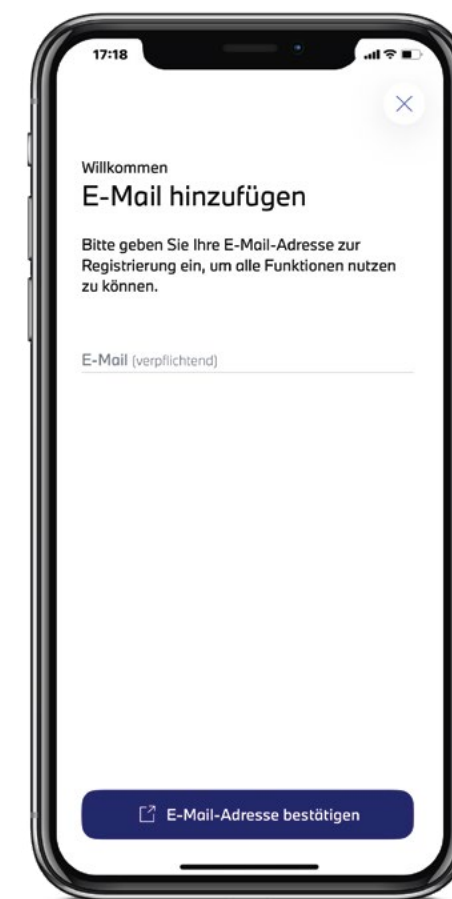 17:18
Willkommen
E-Mail hinzufügen
Bitte geben Sie Ihre E-Mail-Adresse zur
Registrierung ein, um alle Funktionen nutzen
zu können.
E-Mail (verpflichtend)
E-Mail-Adresse bestätigen